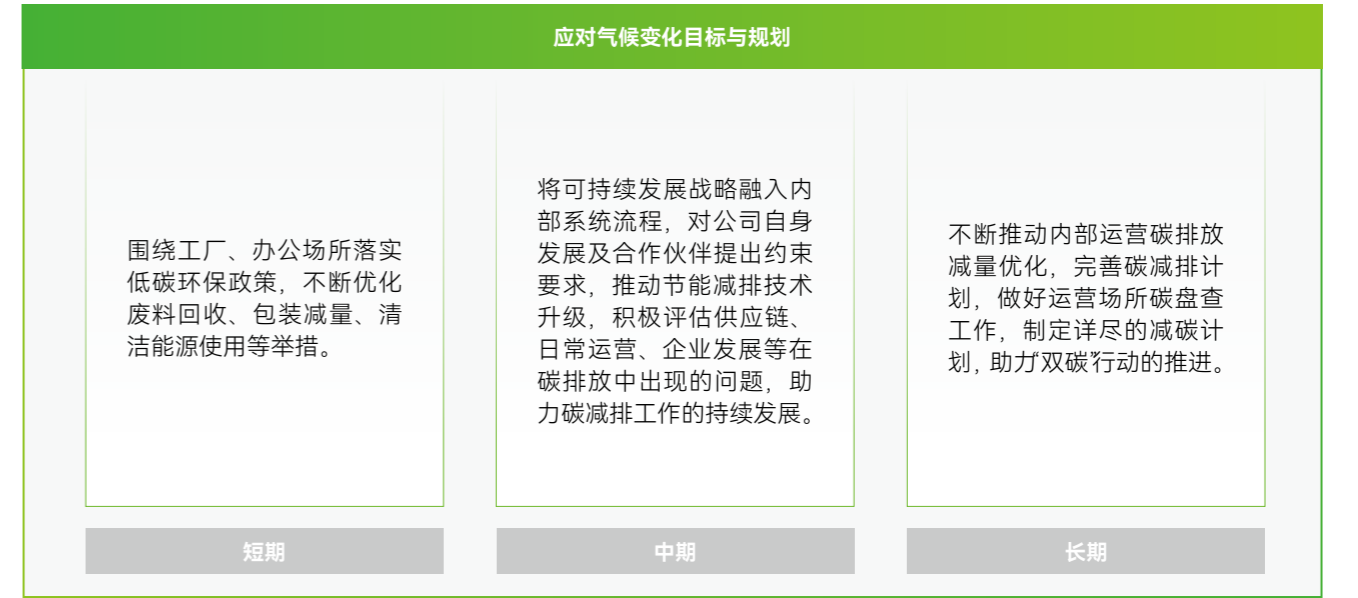 应对气候变化目标与规划
围绕工厂、办公场所落实
低碳环保政策，不断优化
废料回收、包装减量、清
洁能源使用等举措。
短期
将可持续发展战略融入内
部系统流程，对公司自身
发展及合作伙伴提出约束
要求，推动节能减排技术
升级，积极评估供应链、
日常运营、企业发展等在
碳排放中出现的问题，助
力碳减排工作的持续发展。
中期
不断推动内部运营碳排放
减量优化，完善碳减排计
划，做好运营场所碳盘查
工作，制定详尽的减碳计
划，助力“双碳”行动的推进。
长期